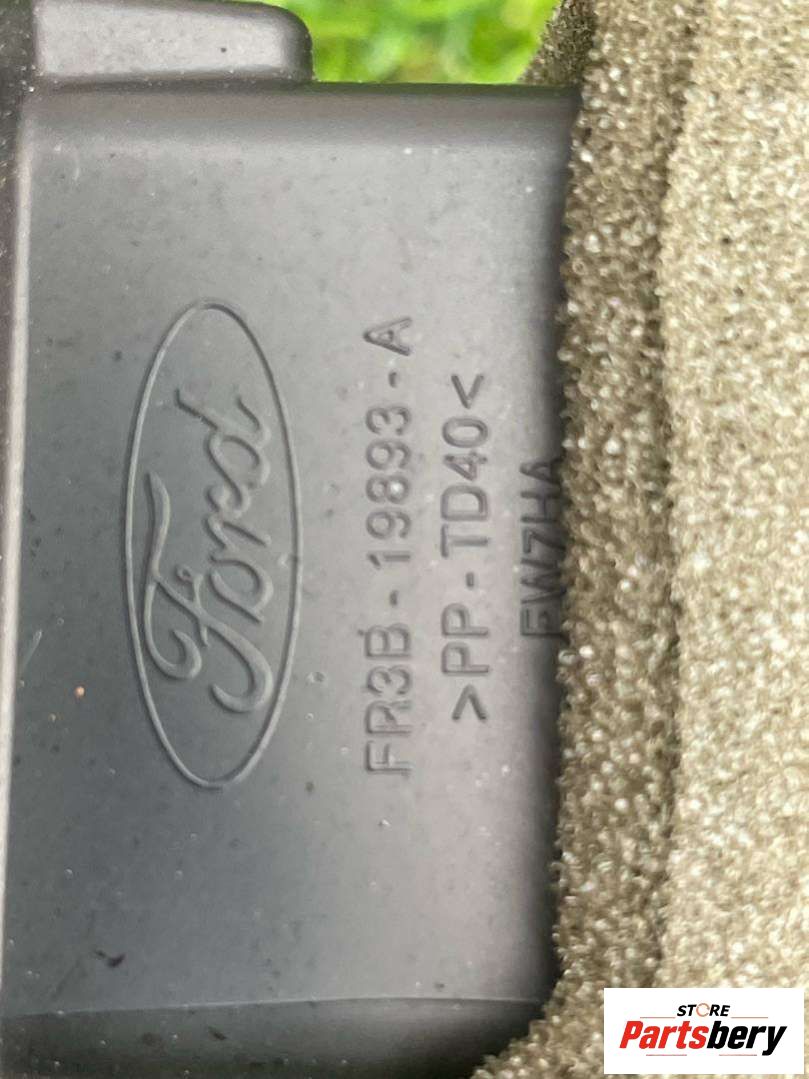 Ford
FR3B-19893-A
>PP-TD40<
FW7HA
STORE
Partsbery